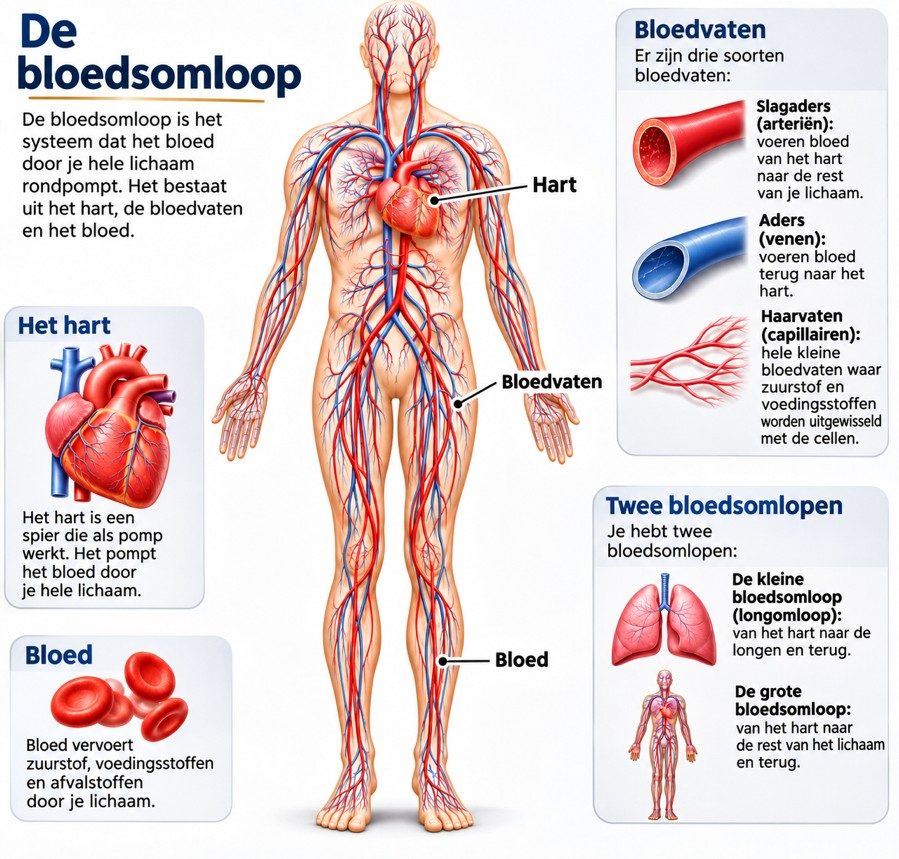 De
bloedsomloop
De bloedsomloop is het
systeem dat het bloed
door je hele lichaam
rondpompt. Het bestaat
uit het hart, de bloedvaten
en het bloed.
Het hart
Het hart is een
spier die als pomp
werkt. Het pompt
het bloed door
je hele lichaam.
Bloed
Bloed vervoert
zuurstof, voedingsstoffen
en afvalstoffen
door je lichaam.
Hart
Bloedvaten
Bloed
Bloedvaten
Er zijn drie soorten
bloedvaten:
Slagaders
(arteriën):
voeren bloed
van het hart
naar de rest
van je lichaam.
Aders
(venen):
voeren bloed
terug naar het
hart.
Haarvaten
(capillairen):
hele kleine
bloedvaten waar
zuurstof en
voedingsstoffen
worden uitgewisseld
met de cellen.
Twee bloedsomlopen
Je hebt twee
bloedsomlopen:
De kleine
bloedsomloop
(longomloop):
van het hart naar de
longen en terug.
De grote
bloedsomloop:
van het hart naar
de rest van het lichaam
en terug.